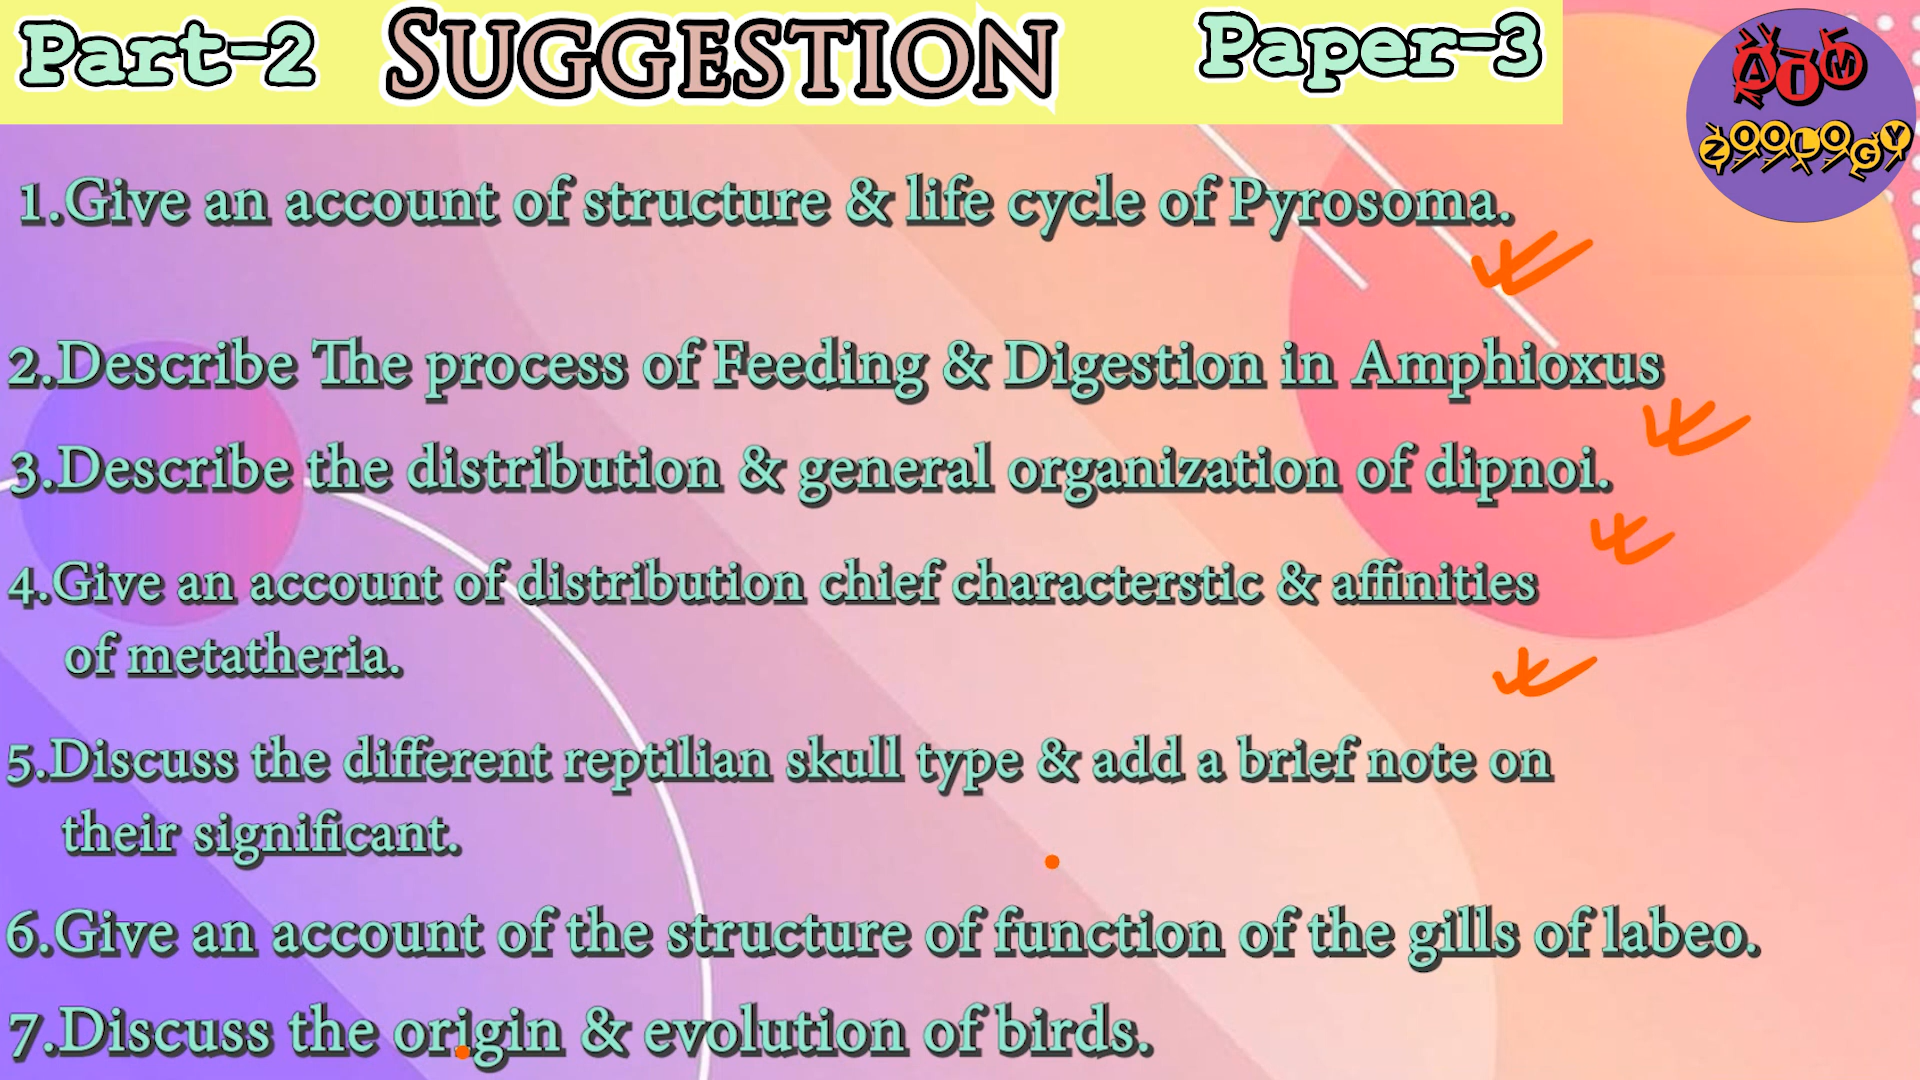 Part-2 SUGGESTION Paper-3
AIM
ZOOLOGY
1.Give an account of structure & life cycle of Pyrosoma.
2.Describe The process of Feeding & Digestion in Amphioxus
3.Describe the distribution & general organization of dipnoi.
4.Give an account of distribution chief characterstic & affinities
of metatheria.
5.Discuss the different reptilian skull type & add a brief note on
their significant.
6.Give an account of the structure of function of the gills of labeo.
7.Discuss the origin & evolution of birds.